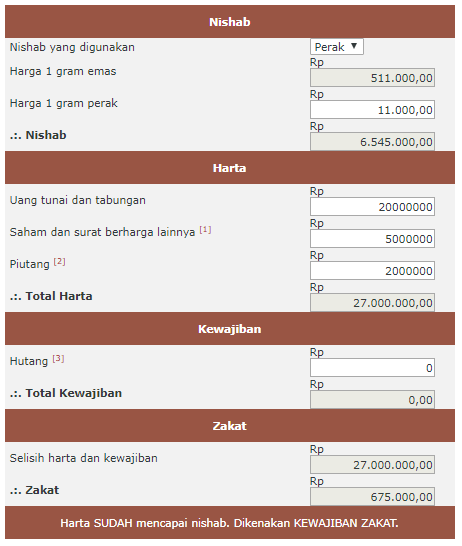 Nishab
Nishab yang digunakan Perak
Harga 1 gram emas Rp 511.000,00
Harga 1 gram perak Rp 11.000,00
.:. Nishab Rp 6.545.000,00
Harta
Uang tunai dan tabungan Rp 20000000
Saham dan surat berharga lainnya [1] Rp 5000000
Piutang [2] Rp 2000000
.:. Total Harta Rp 27.000.000,00
Kewajiban
Hutang [3] Rp 0
.:. Total Kewajiban Rp 0,00
Zakat
Selisih harta dan kewajiban Rp 27.000.000,00
.:. Zakat Rp 675.000,00
Harta SUDAH mencapai nishab. Dikenakan KEWAJIBAN ZAKAT.